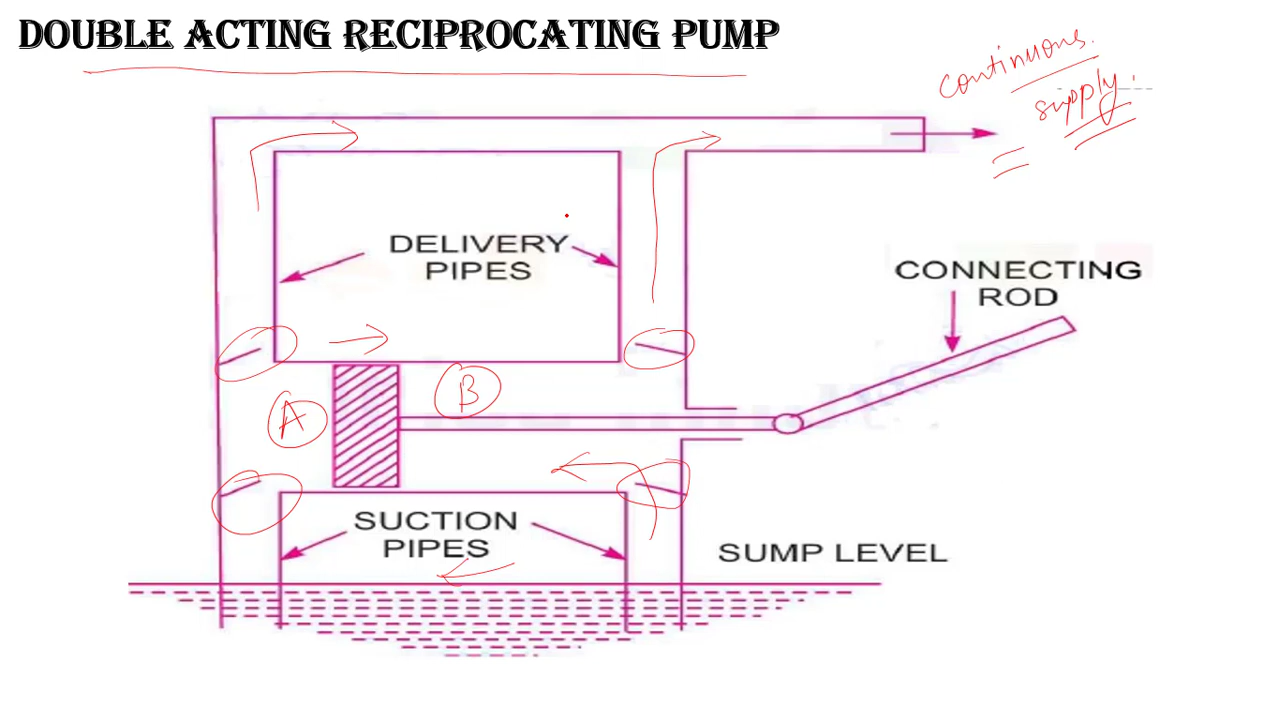 DOUBLE ACTING RECIPROCATING PUMP
continuous.
supply.
=
DELIVERY
PIPES
CONNECTING
ROD
A
B
SUCTION
PIPES
SUMP LEVEL